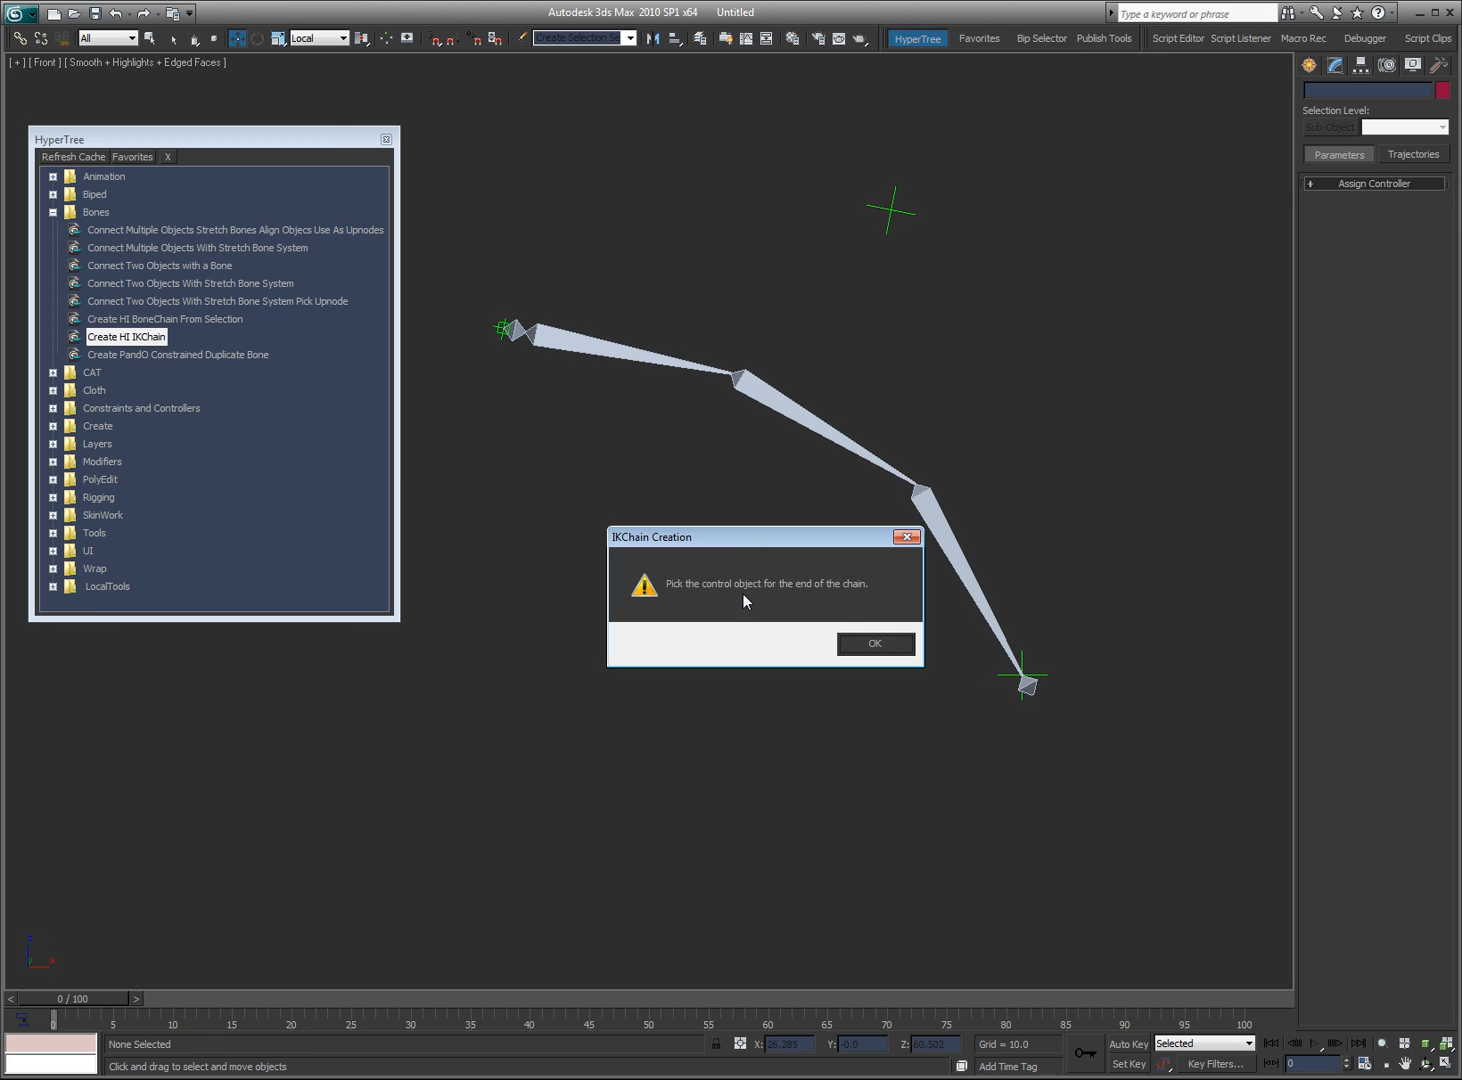 Autodesk 3ds Max 2010 SP1 x64    Untitled
Type a keyword or phrase
All
Local
Create Selection Se
HyperTree
Favorites
Bip Selector
Publish Tools
Script Editor
Script Listener
Macro Rec
Debugger
Script Clips
[ + ] [ Front ] [ Smooth + Highlights + Edged Faces ]
HyperTree
Refresh Cache
Favorites
X
Animation
Biped
Bones
Connect Multiple Objects Stretch Bones Align Objecs Use As Upnodes
Connect Multiple Objects With Stretch Bone System
Connect Two Objects with a Bone
Connect Two Objects With Stretch Bone System
Connect Two Objects With Stretch Bone System Pick Upnode
Create HI BoneChain From Selection
Create HI IKChain
Create PandO Constrained Duplicate Bone
CAT
Cloth
Constraints and Controllers
Create
Layers
Modifiers
PolyEdit
Rigging
SkinWork
Tools
UI
Wrap
LocalTools
IKChain Creation
Pick the control object for the end of the chain.
OK
Selection Level:
Sub-Object
Parameters
Trajectories
+ Assign Controller
z
y
x
< 0 / 100 >
0 5 10 15 20 25 30 35 40 45 50 55 60 65 70 75 80 85 90 95 100
None Selected
X: 26.285
Y: -0.0
Z: 60.502
Grid = 10.0
Auto Key
Selected
Click and drag to select and move objects
Add Time Tag
Set Key
Key Filters...
0